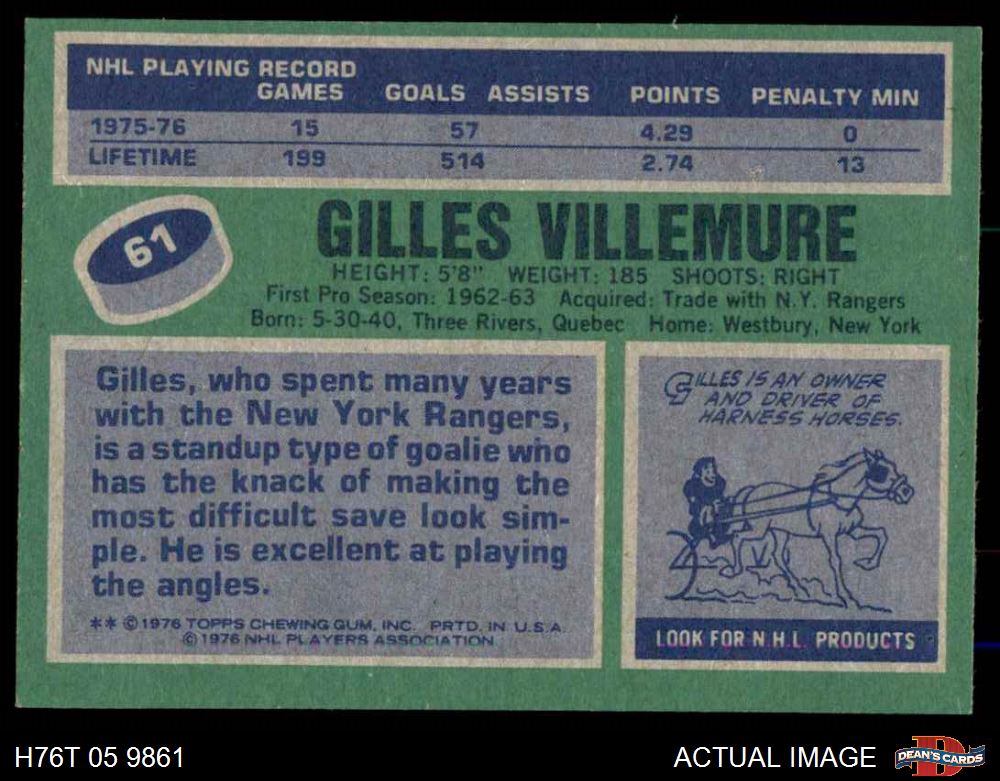 NHL PLAYING RECORD
GAMES GOALS ASSISTS POINTS PENALTY MIN
1975-76 15 57 4.29 0
LIFETIME 199 514 2.74 13
61
GILLES VILLEMURE
HEIGHT: 5'8" WEIGHT: 185 SHOOTS: RIGHT
First Pro Season: 1962-63 Acquired: Trade with N.Y. Rangers
Born: 5-30-40, Three Rivers, Quebec Home: Westbury, New York
Gilles, who spent many years
with the New York Rangers,
is a standup type of goalie who
has the knack of making the
most difficult save look sim-
ple. He is excellent at playing
the angles.
** © 1976 TOPPS CHEWING GUM, INC. PRTD. IN U.S.A.
© 1976 NHL PLAYERS ASSOCIATION
GILLES IS AN OWNER
AND DRIVER OF
HARNESS HORSES.
LOOK FOR N.H.L. PRODUCTS
H76T 05 9861
ACTUAL IMAGE
D
DEAN'S CARDS